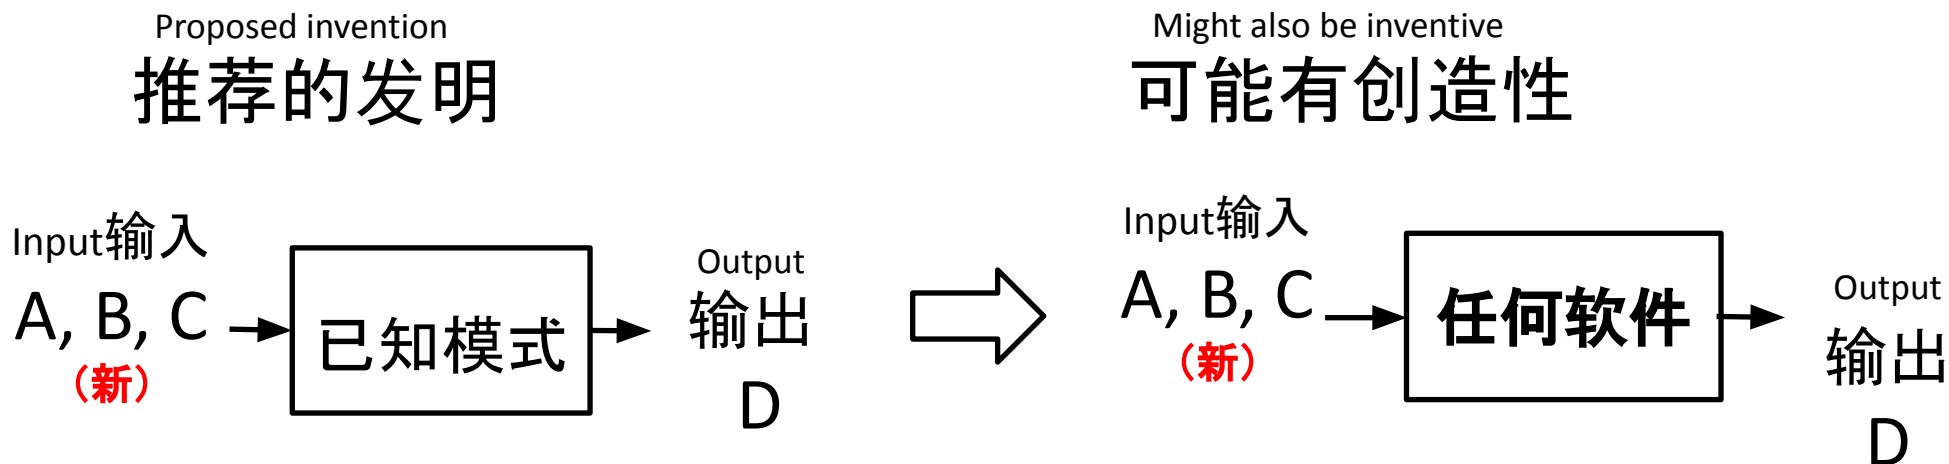 Proposed invention
推荐的发明
Input输入
A, B, C
（新）
已知模式
Output
输出
D
Might also be inventive
可能有创造性
Input输入
A, B, C
（新）
任何软件
Output
输出
D